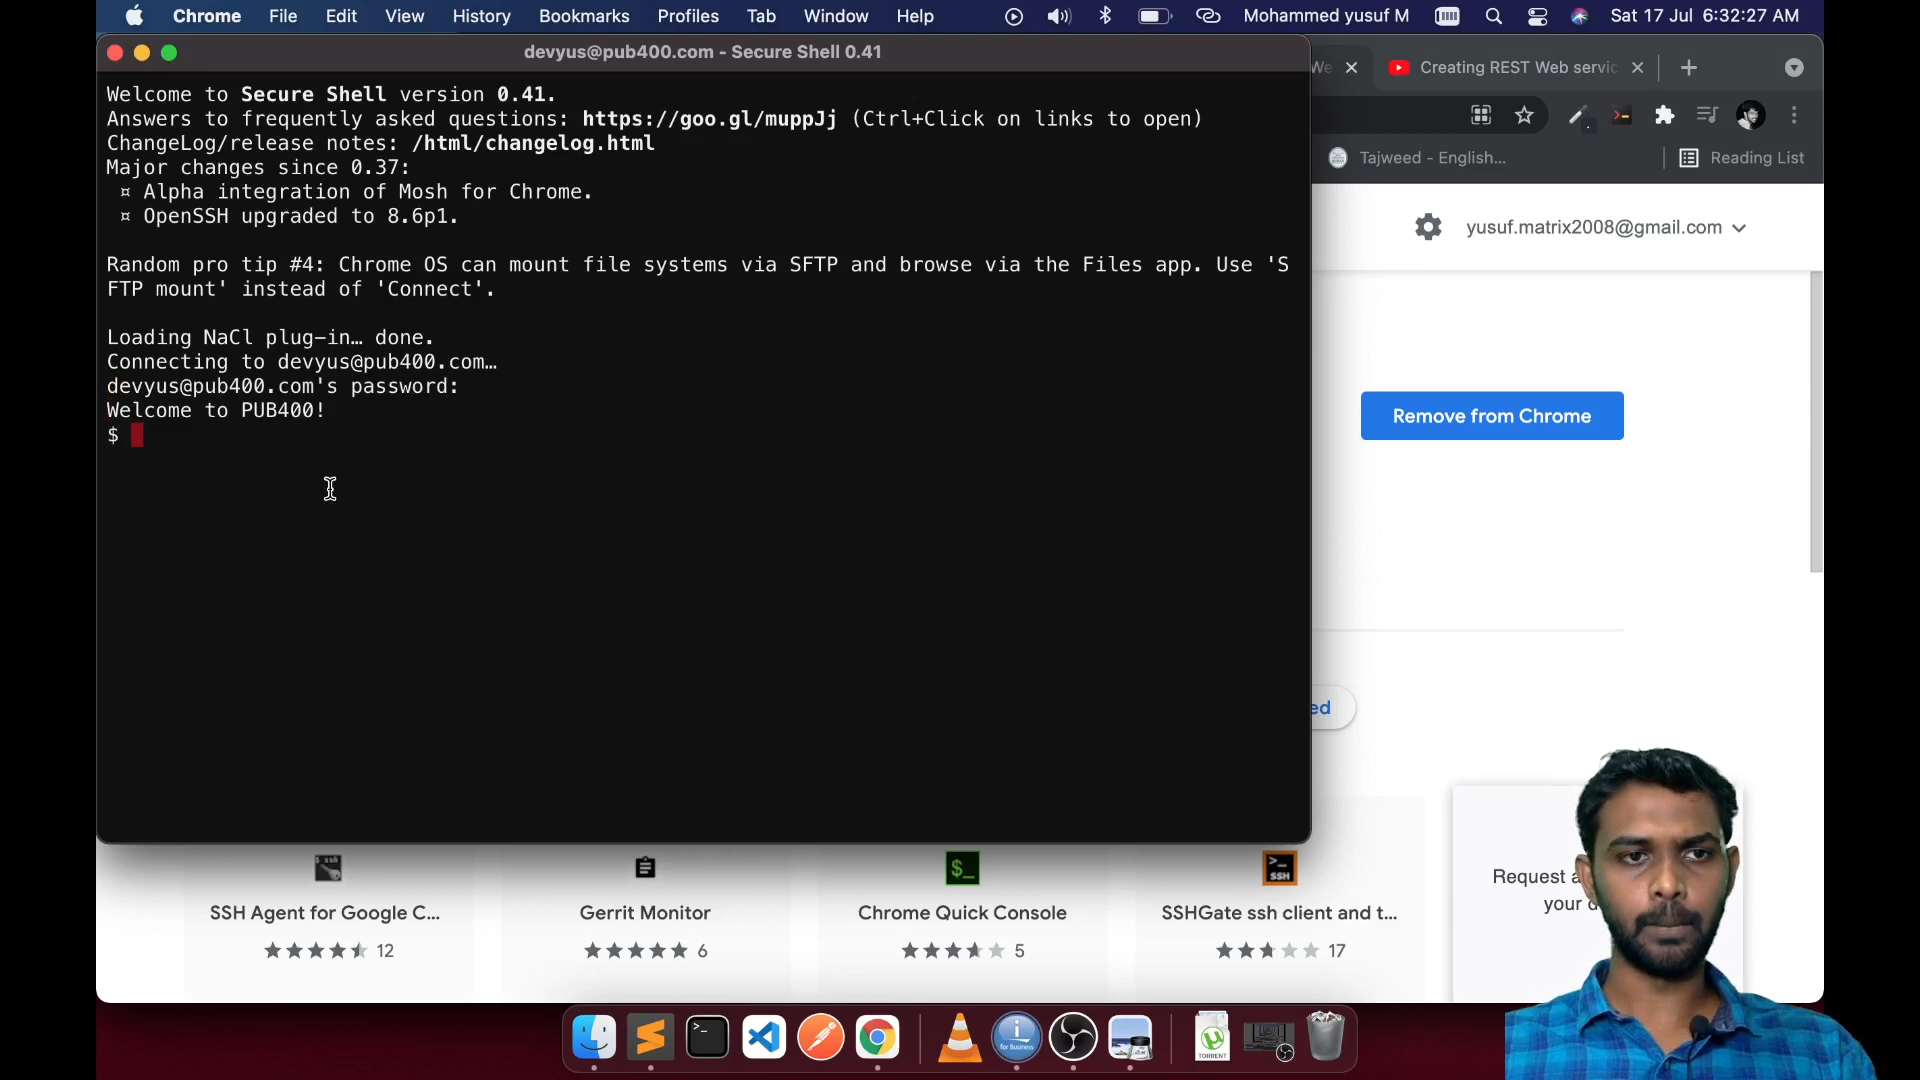 Chrome File Edit View History Bookmarks Profiles Tab Window Help Mohammed yusuf M Sat 17 Jul 6:32:27 AM
devyus@pub400.com - Secure Shell 0.41
Creating REST Web servic
Welcome to Secure Shell version 0.41.
Answers to frequently asked questions: https://goo.gl/muppJj (Ctrl+Click on links to open)
ChangeLog/release notes: /html/changelog.html
Major changes since 0.37:
¤ Alpha integration of Mosh for Chrome.
¤ OpenSSH upgraded to 8.6p1.
Random pro tip #4: Chrome OS can mount file systems via SFTP and browse via the Files app. Use 'S
FTP mount' instead of 'Connect'.
Loading NaCl plug-in… done.
Connecting to devyus@pub400.com…
devyus@pub400.com's password:
Welcome to PUB400!
$
Tajweed - English...
Reading List
yusuf.matrix2008@gmail.com
Remove from Chrome
ed
SSH Agent for Google C...
12
Gerrit Monitor
6
Chrome Quick Console
5
SSHGate ssh client and t...
17
Request
your
for Business
TORRENT